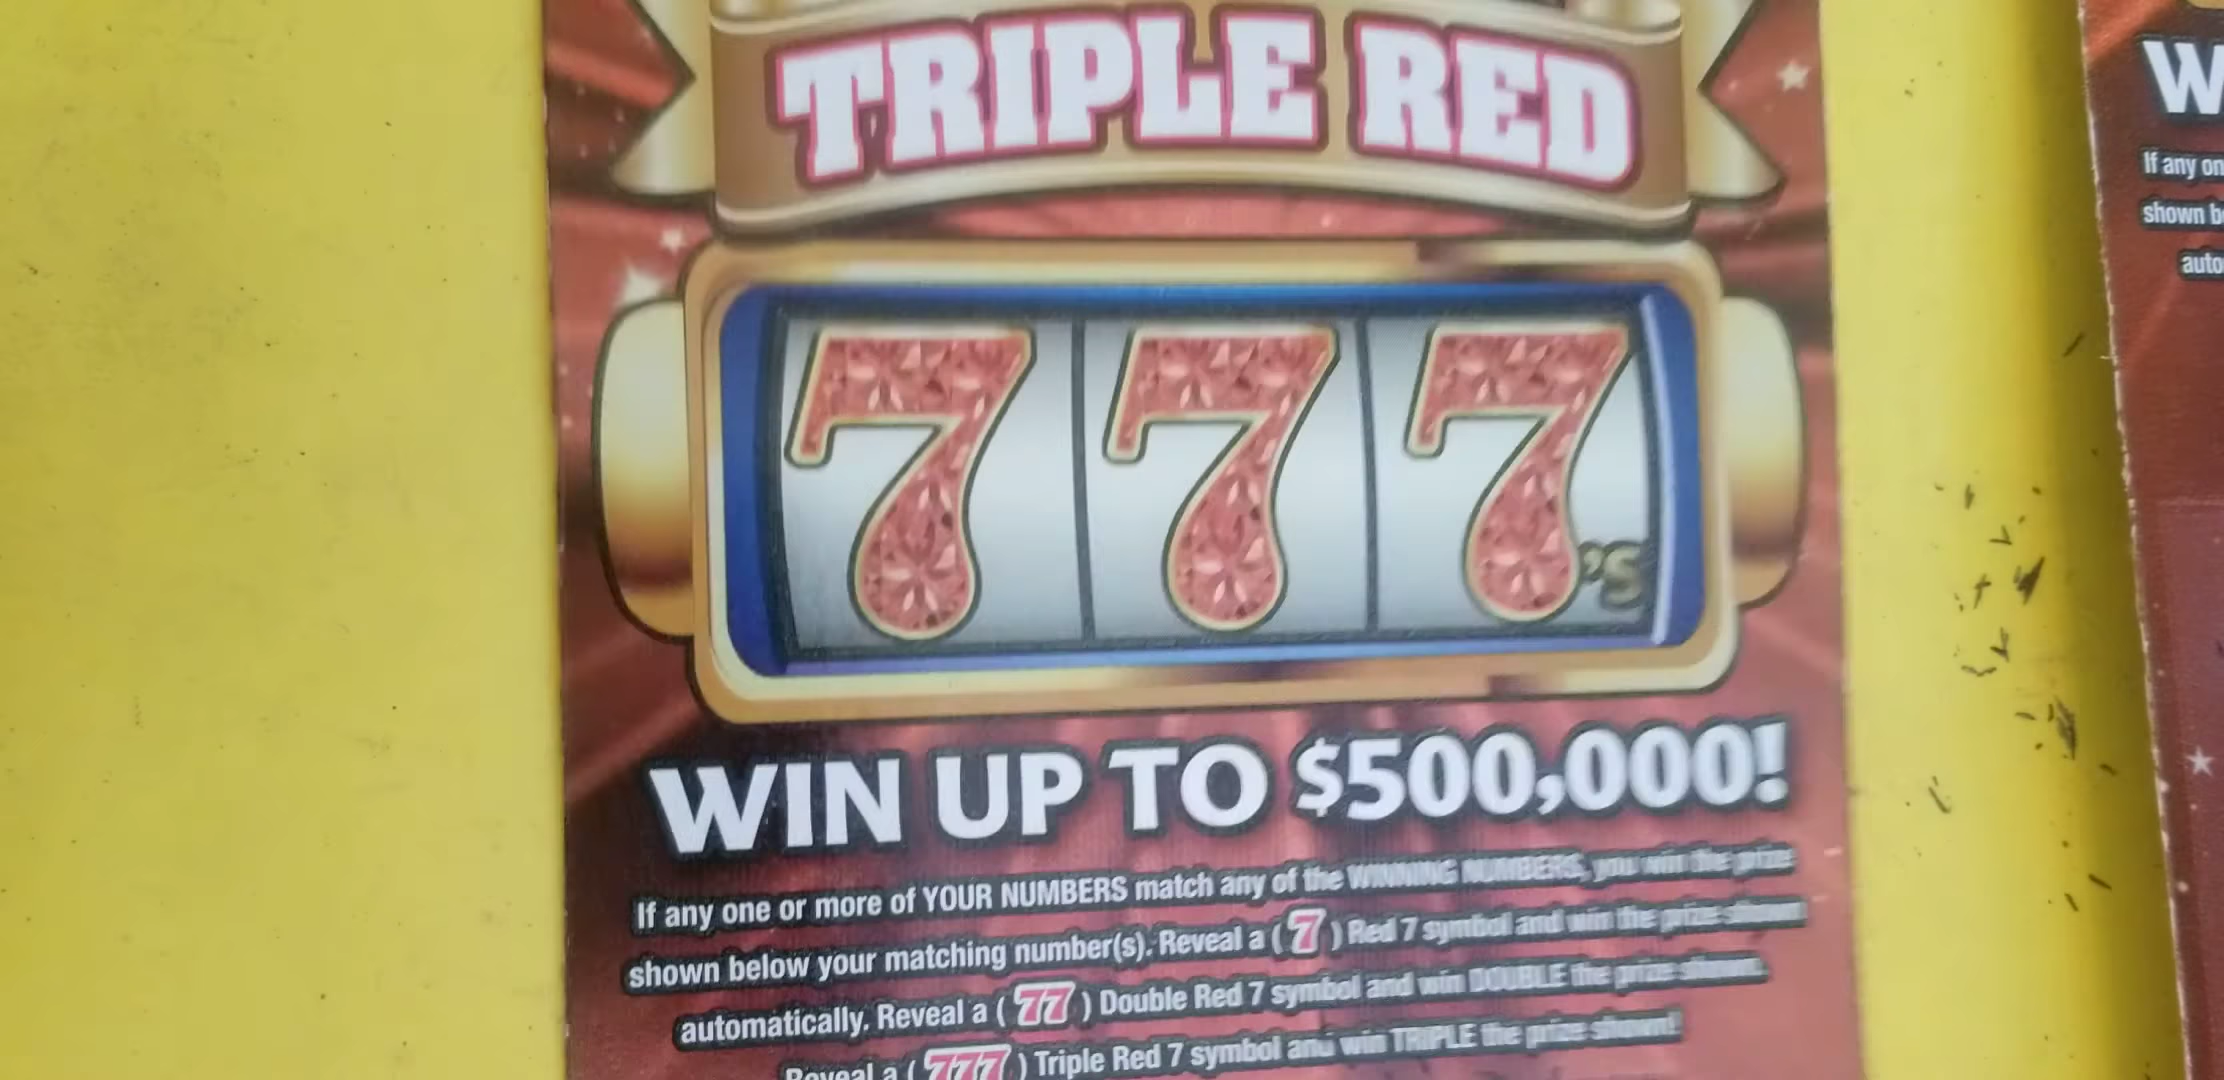 TRIPLE RED
777's
WIN UP TO $500,000!
If any one or more of YOUR NUMBERS match any of the WINNING NUMBERS, you win the prize
shown below your matching number(s). Reveal a ( 7 ) Red 7 symbol and win the prize shown
automatically. Reveal a ( 77 ) Double Red 7 symbol and win DOUBLE the prize shown.
Reveal a ( 777 ) Triple Red 7 symbol and win TRIPLE the prize shown!
W
If any on
shown b
auto